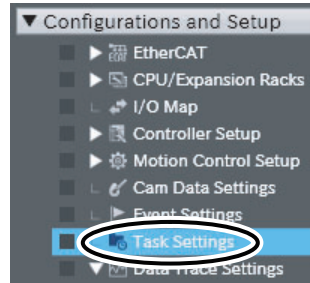 Configurations and Setup
EtherCAT
CPU/Expansion Racks
I/O Map
Controller Setup
Motion Control Setup
Cam Data Settings
Event Settings
Task Settings
Data Trace Settings